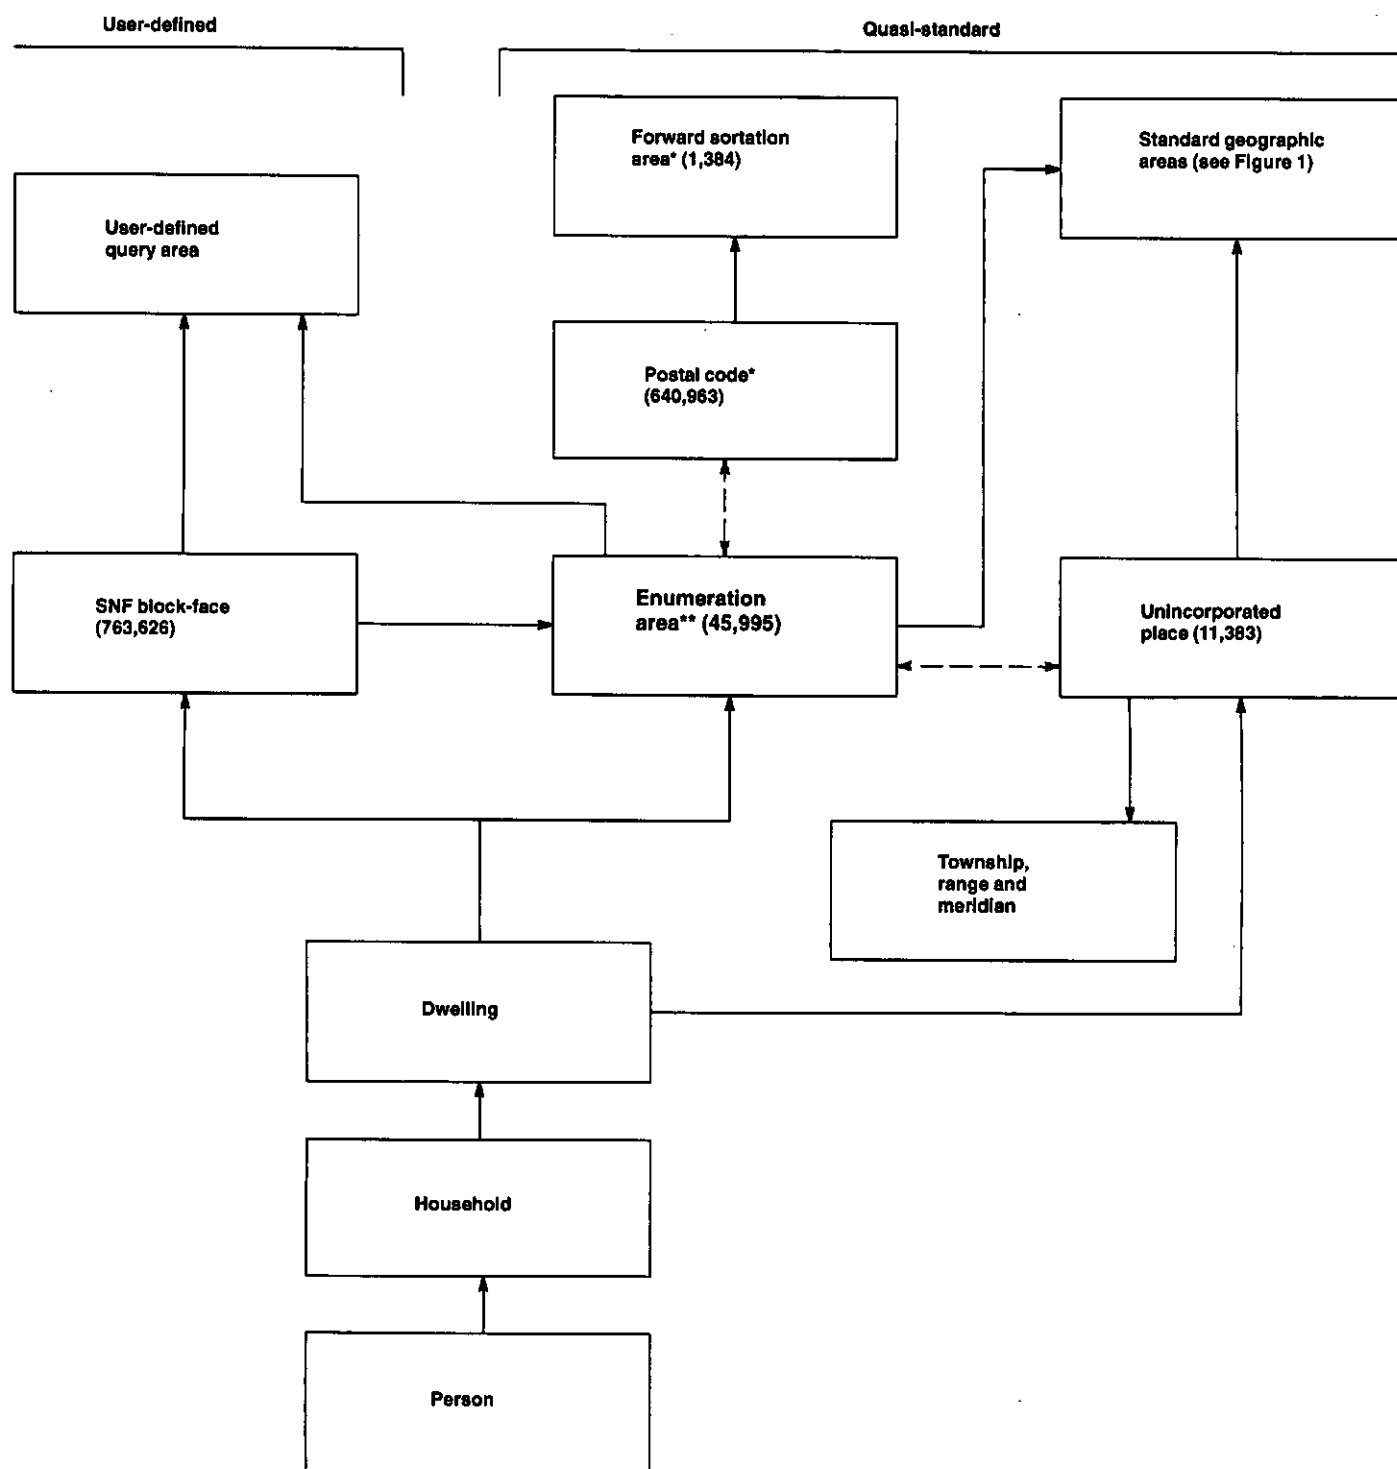 User-defined
Quasi-standard
Forward sortation
area* (1,384)
Standard geographic
areas (see Figure 1)
User-defined
query area
Postal code*
(640,963)
SNF block-face
(763,626)
Enumeration
area** (45,995)
Unincorporated
place (11,383)
Township,
range and
meridian
Dwelling
Household
Person